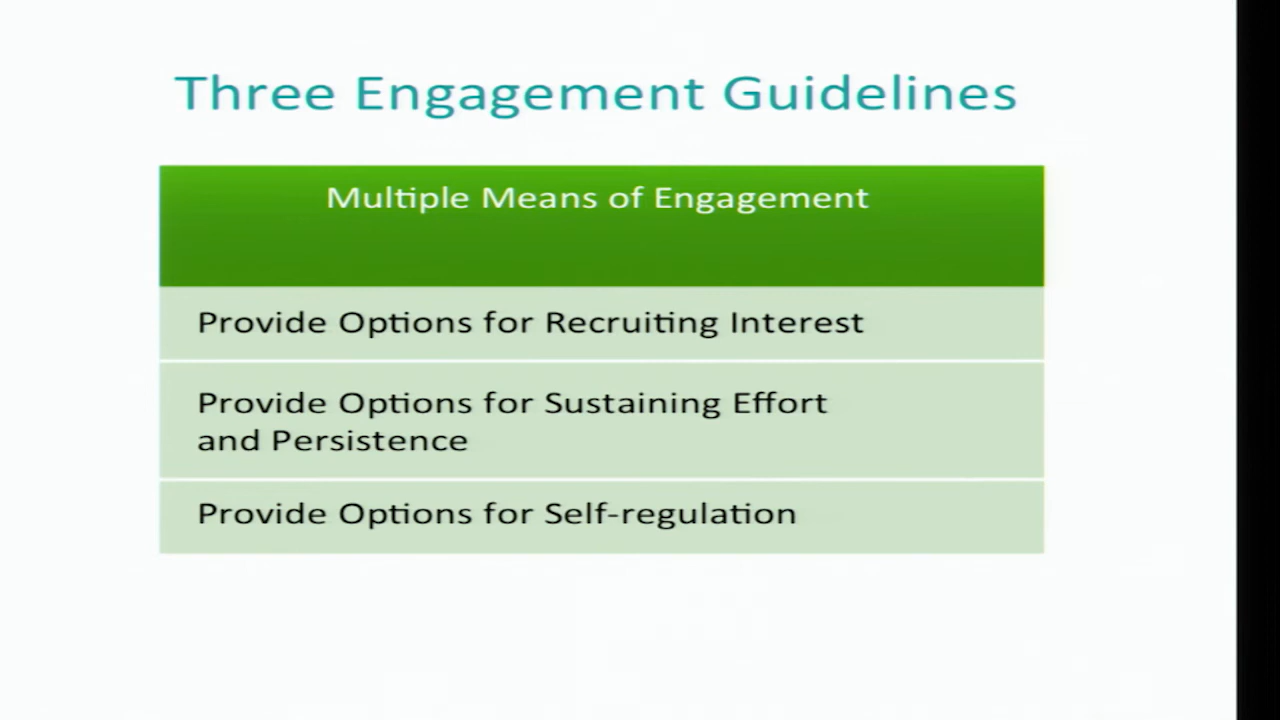 Three Engagement Guidelines
Multiple Means of Engagement
Provide Options for Recruiting Interest
Provide Options for Sustaining Effort
and Persistence
Provide Options for Self-regulation